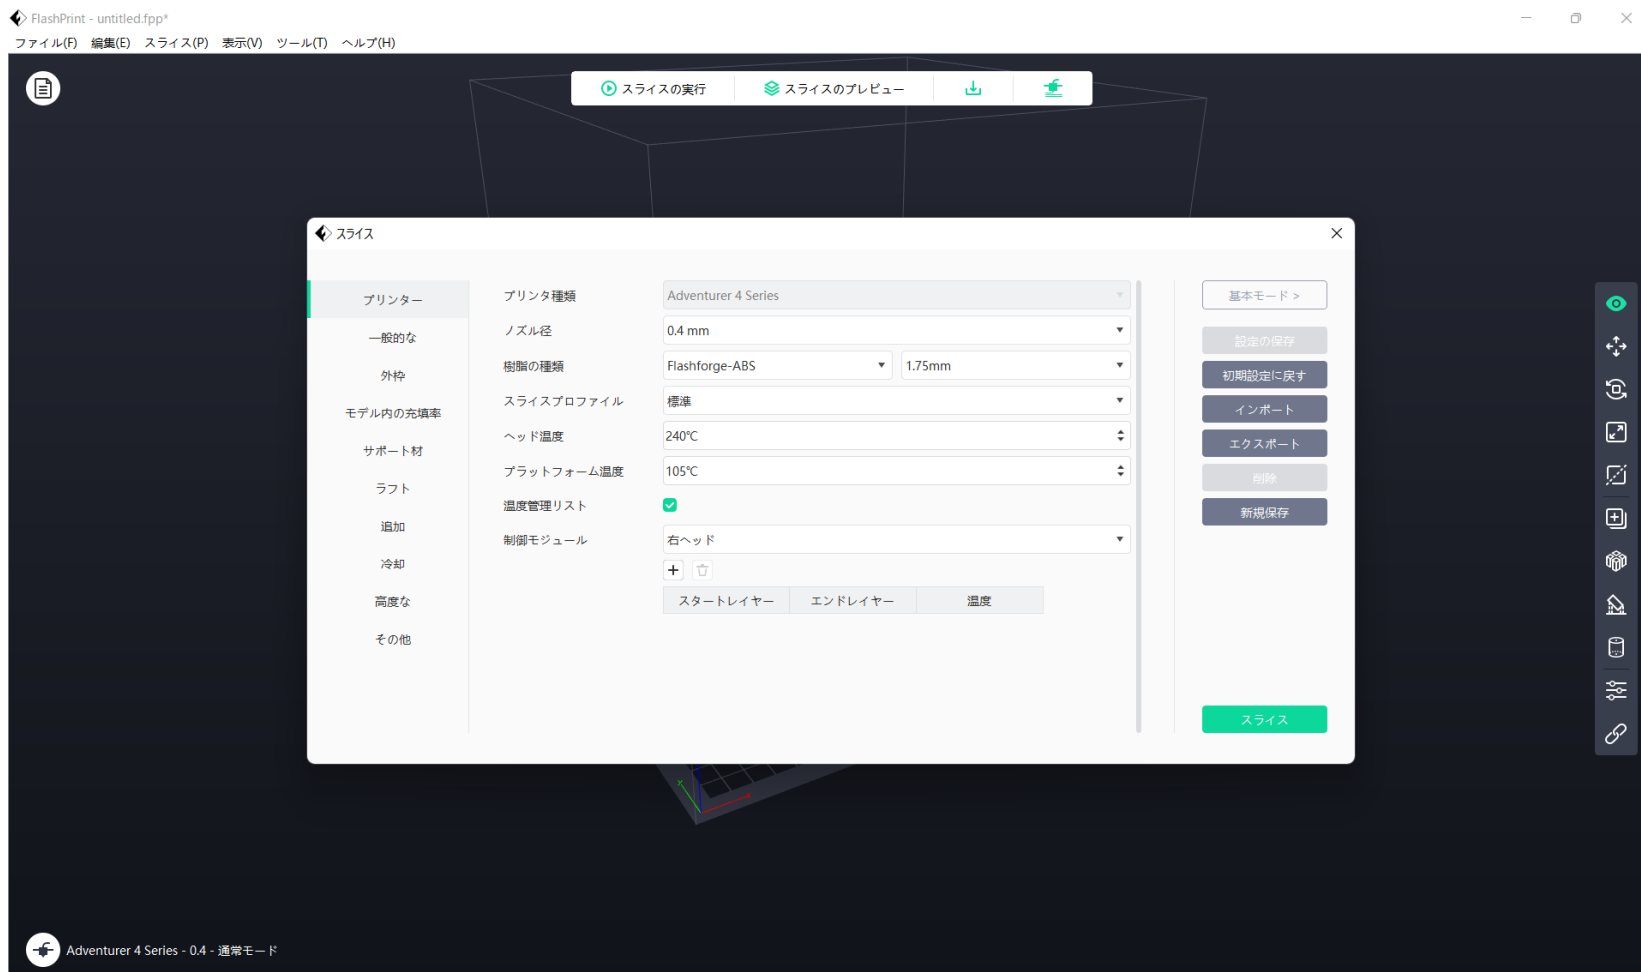 FlashPrint - untitled.fpp*
ファイル(F) 編集(E) スライス(P) 表示(V) ツール(T) ヘルプ(H)
スライスの実行 スライスのプレビュー
スライス
プリンター
一般的な
外枠
モデル内の充填率
サポート材
ラフト
追加
冷却
高度な
その他
プリンタ種類 Adventurer 4 Series
ノズル径 0.4 mm
樹脂の種類 Flashforge-ABS 1.75mm
スライスプロファイル 標準
ヘッド温度 240℃
プラットフォーム温度 105℃
温度管理リスト
制御モジュール 右ヘッド
スタートレイヤー エンドレイヤー 温度
基本モード >
設定の保存
初期設定に戻す
インポート
エクスポート
削除
新規保存
スライス
Adventurer 4 Series - 0.4 - 通常モード